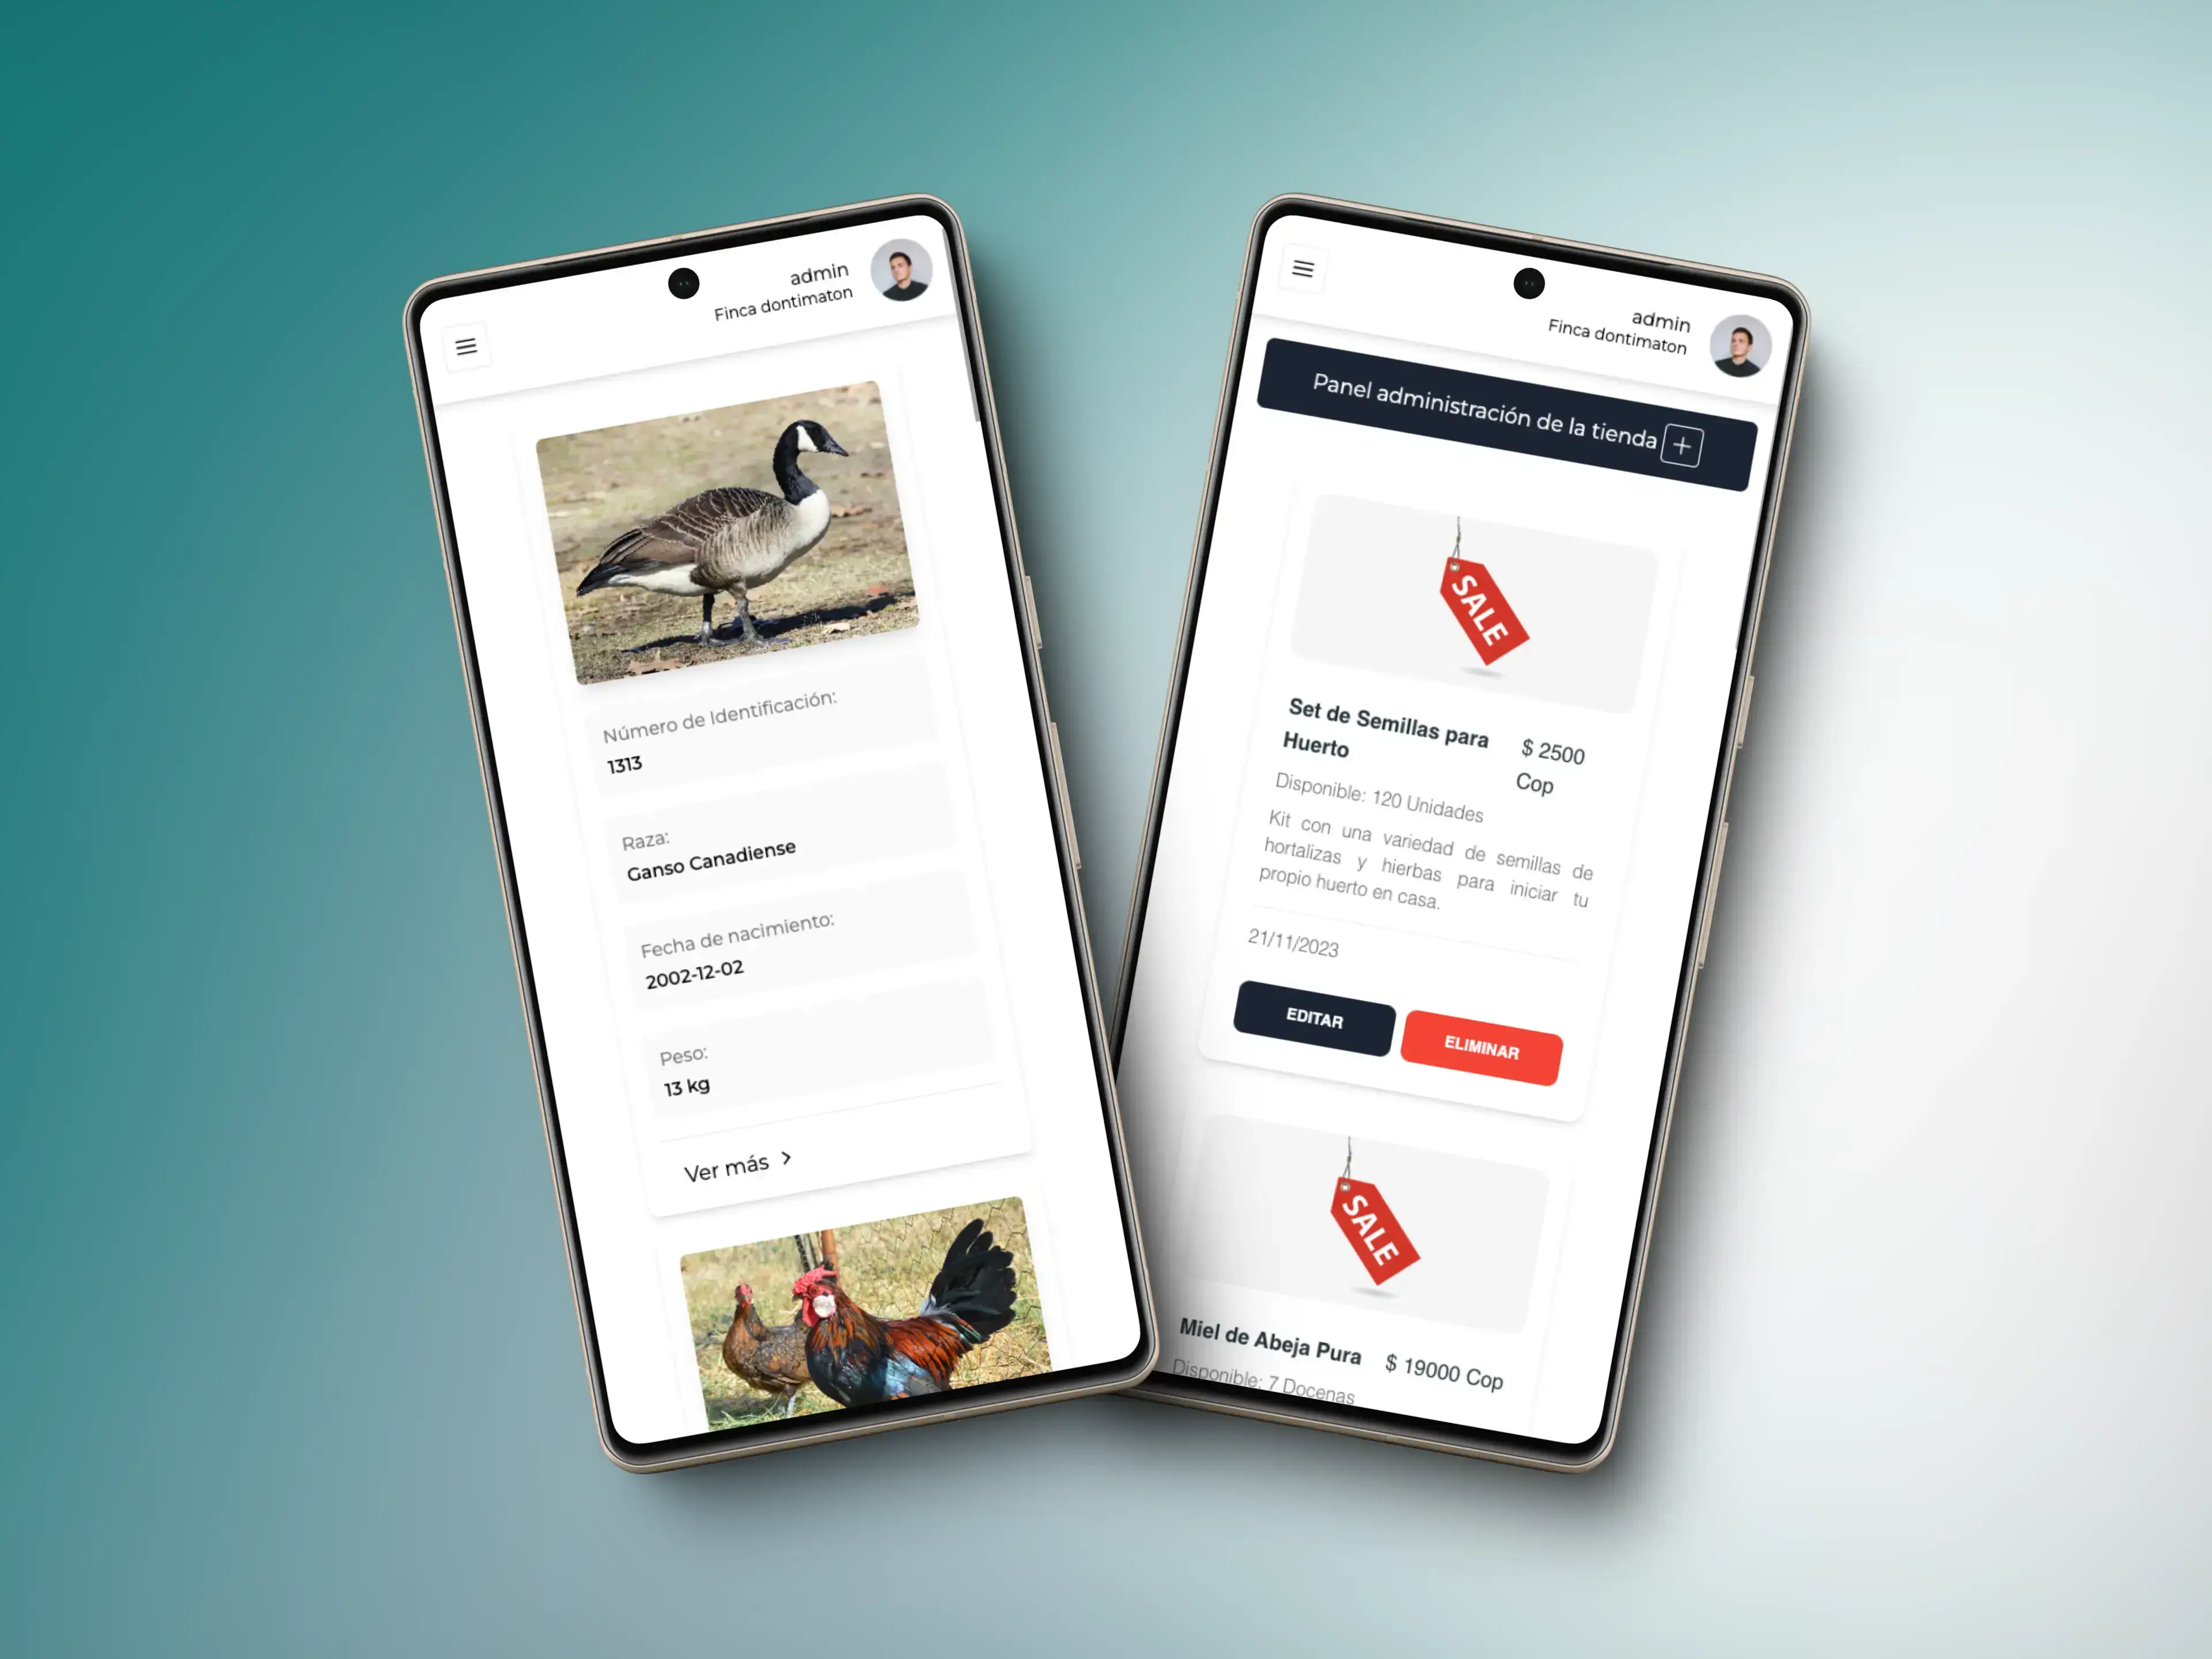 admin
Finca dontimaton
Número de Identificación:
1313
Raza:
Ganso Canadiense
Fecha de nacimiento:
2002-12-02
Peso:
13 kg
Ver más
admin
Finca dontimaton
Panel administración de la tienda
SALE
Set de Semillas para
Huerto
$ 2500
Cop
Disponible: 120 Unidades
Kit con una variedad de semillas de
hortalizas y hierbas para iniciar tu
propio huerto en casa.
21/11/2023
EDITAR
ELIMINAR
SALE
Miel de Abeja Pura
$ 19000 Cop
Disponible: 7 Docenas